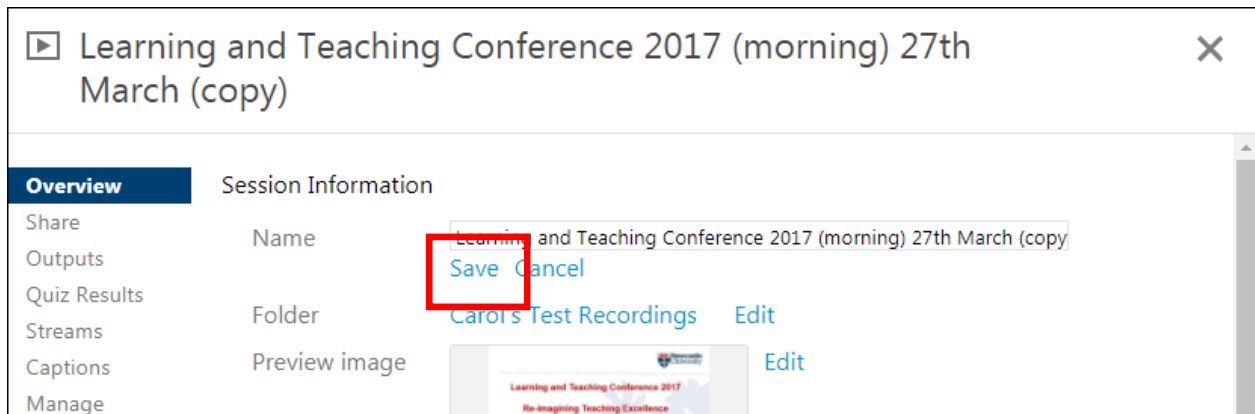 Learning and Teaching Conference 2017 (morning) 27th
March (copy)
Overview
Session Information
Share
Name
Learning and Teaching Conference 2017 (morning) 27th March (copy
Outputs
Save Cancel
Quiz Results
Folder
Carol's Test Recordings Edit
Streams
Captions
Preview image
Edit
Newcastle
University
Learning and Teaching Conference 2017
Re-imagining Teaching Excellence
Manage